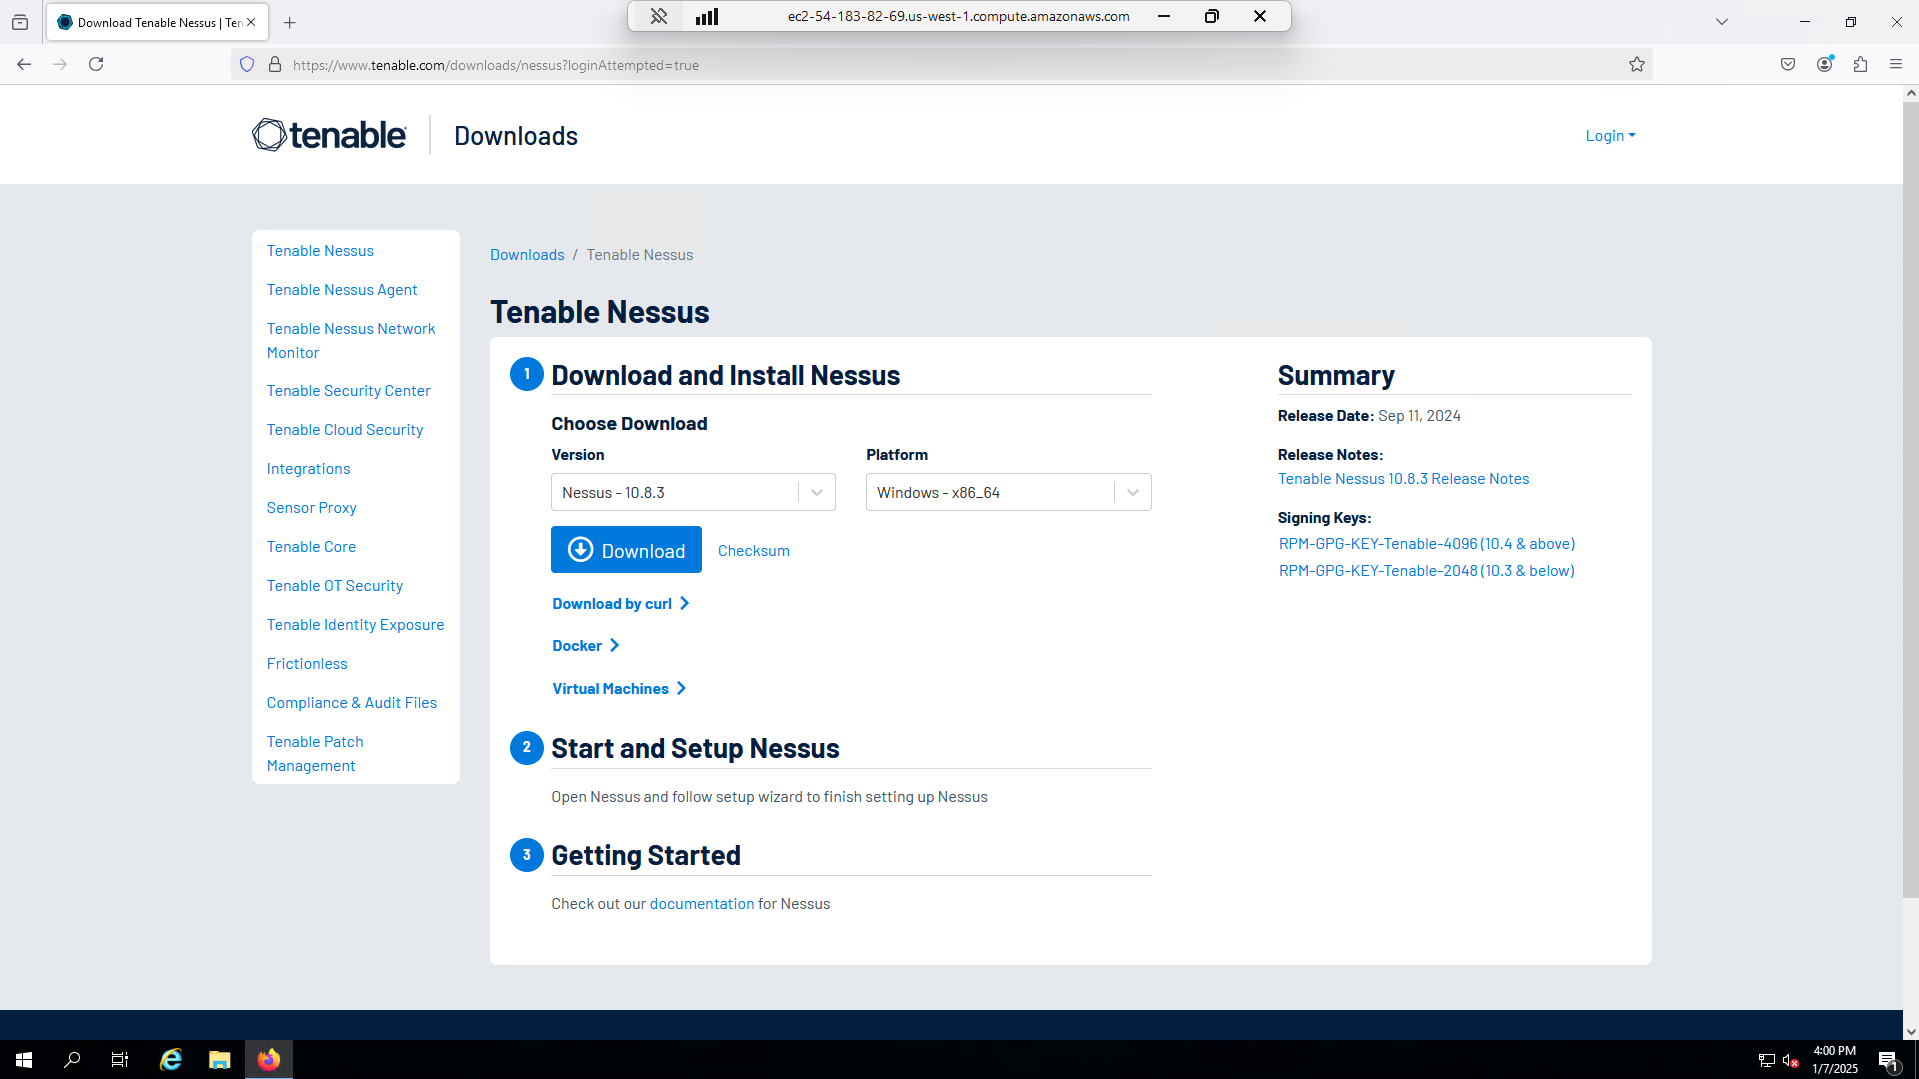 Download Tenable Nessus | Ten
ec2-54-183-82-69.us-west-1.compute.amazonaws.com
https://www.tenable.com/downloads/nessus?loginAttempted=true
tenable
Downloads
Login
Tenable Nessus
Tenable Nessus Agent
Tenable Nessus Network
Monitor
Tenable Security Center
Tenable Cloud Security
Integrations
Sensor Proxy
Tenable Core
Tenable OT Security
Tenable Identity Exposure
Frictionless
Compliance & Audit Files
Tenable Patch
Management
Downloads / Tenable Nessus
Tenable Nessus
1 Download and Install Nessus
Choose Download
Version
Platform
Nessus - 10.8.3
Windows - x86_64
Download
Checksum
Download by curl
Docker
Virtual Machines
2 Start and Setup Nessus
Open Nessus and follow setup wizard to finish setting up Nessus
3 Getting Started
Check out our documentation for Nessus
Summary
Release Date: Sep 11, 2024
Release Notes:
Tenable Nessus 10.8.3 Release Notes
Signing Keys:
RPM-GPG-KEY-Tenable-4096 (10.4 & above)
RPM-GPG-KEY-Tenable-2048 (10.3 & below)
4:00 PM
1/7/2025
1